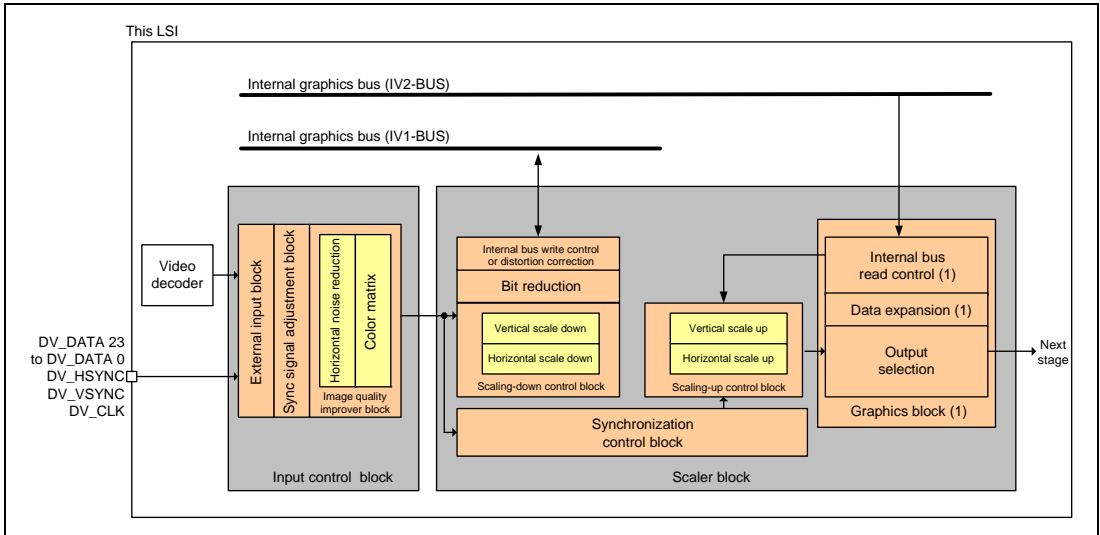 This LSI
Internal graphics bus (IV2-BUS)
Internal graphics bus (IV1-BUS)
Video
decoder
DV_DATA 23
to DV_DATA 0
DV_HSYNC
DV_VSYNC
DV_CLK
External input block
Sync signal adjustment block
Horizontal noise reduction
Color matrix
Image quality
improver block
Input control block
Internal bus write control
or distortion correction
Bit reduction
Vertical scale down
Horizontal scale down
Scaling-down control block
Vertical scale up
Horizontal scale up
Scaling-up control block
Synchronization
control block
Internal bus
read control (1)
Data expansion (1)
Output
selection
Graphics block (1)
Next
stage
Scaler block